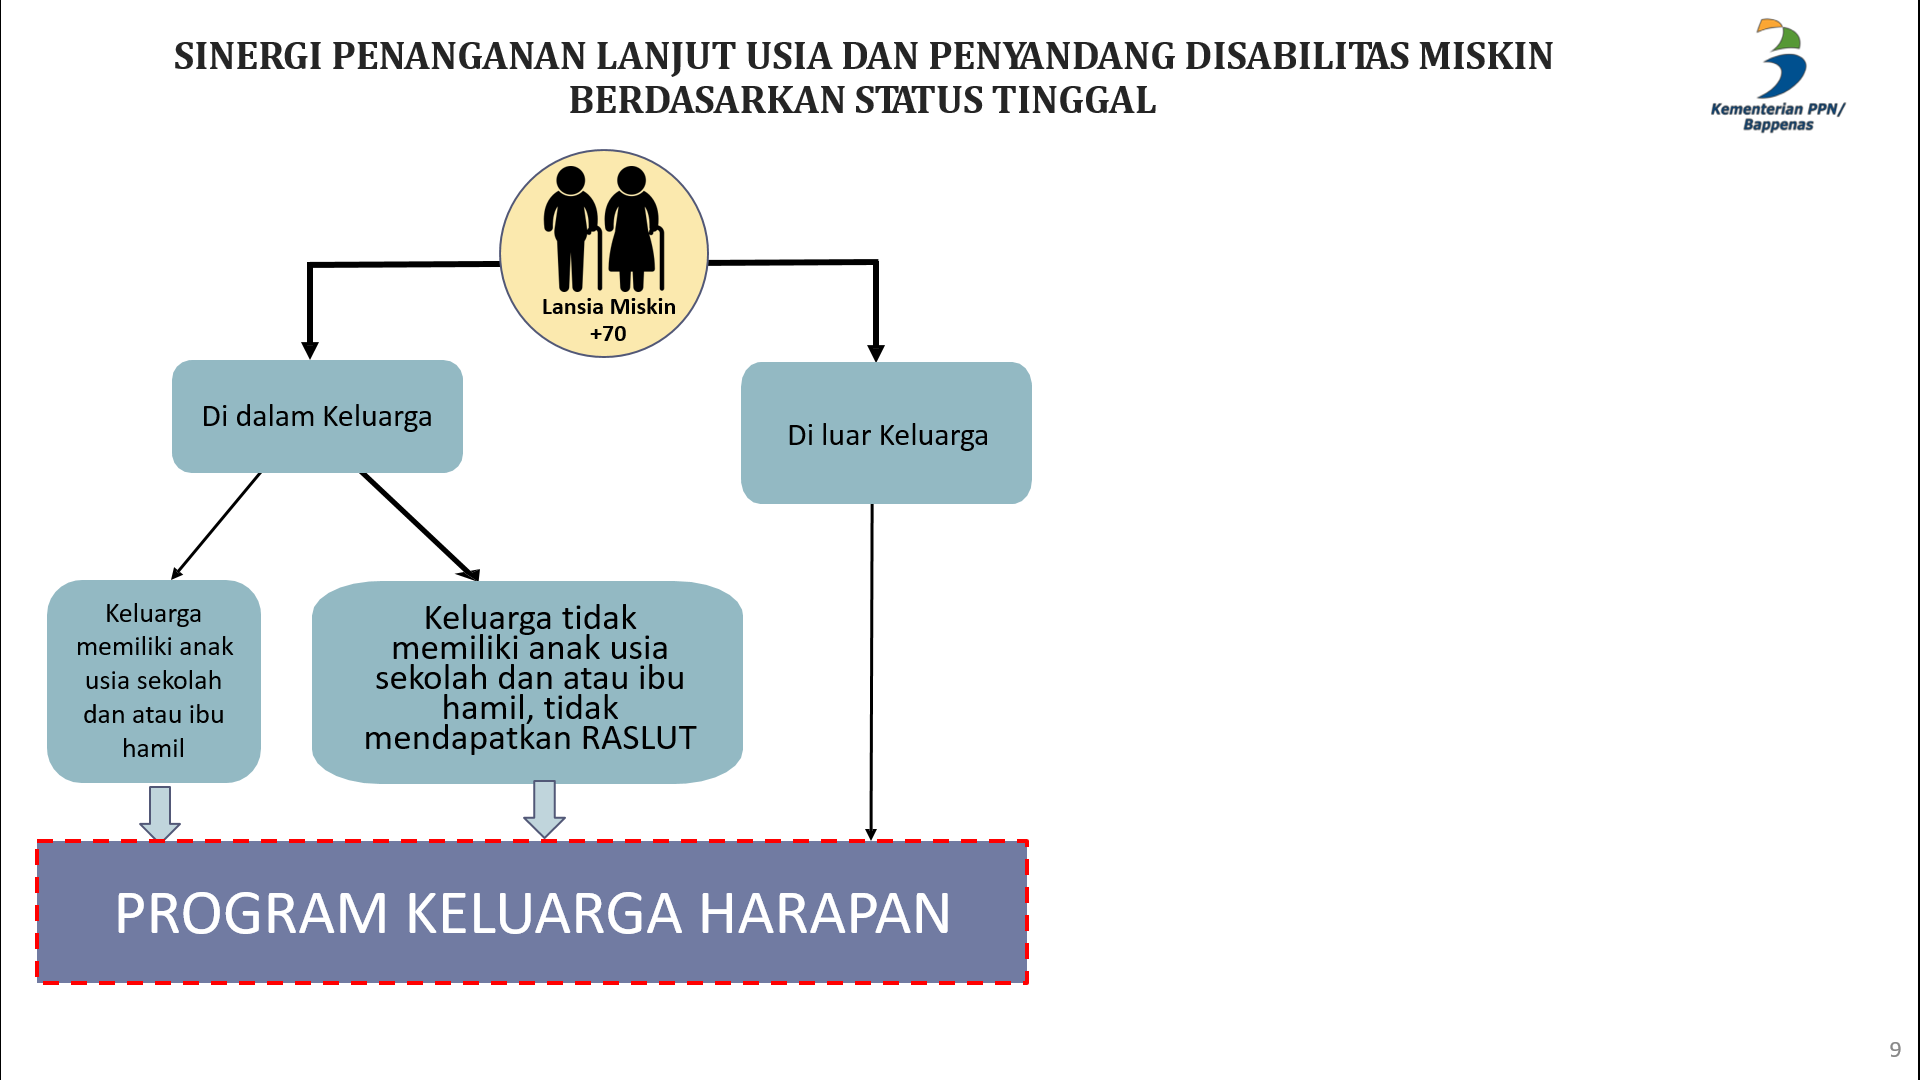 SINERGI PENANGANAN LANJUT USIA DAN PENYANDANG DISABILITAS MISKIN
BERDASARKAN STATUS TINGGAL
Kementerian PPN/
Bappenas
Lansia Miskin
+70
Di dalam Keluarga
Di luar Keluarga
Keluarga
memiliki anak
usia sekolah
dan atau ibu
hamil
Keluarga tidak
memiliki anak usia
sekolah dan atau ibu
hamil, tidak
mendapatkan RASLUT
PROGRAM KELUARGA HARAPAN
9